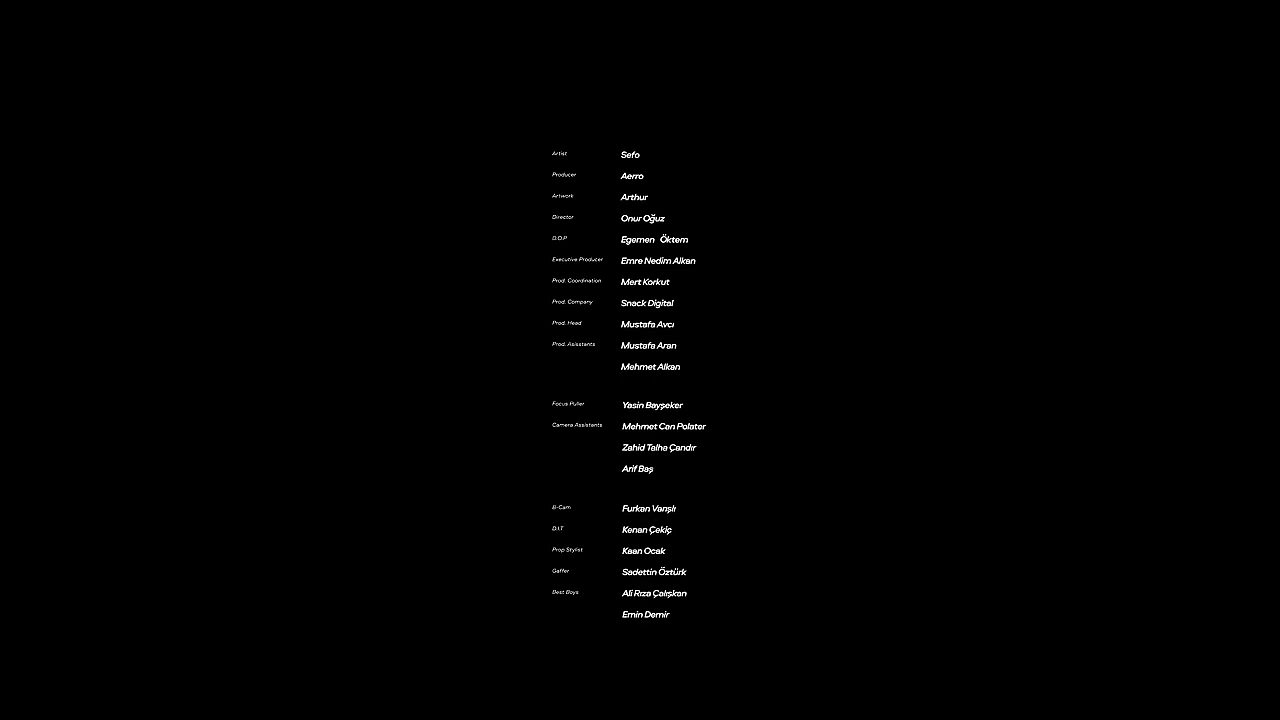 Artist Sefo
Producer Aerro
Artwork Arthur
Director Onur Oğuz
D.O.P Egemen Öktem
Executive Producer Emre Nedim Alkan
Prod. Coordination Mert Korkut
Prod. Company Snack Digital
Prod. Head Mustafa Avcı
Prod. Asisstants Mustafa Aran
Mehmet Alkan
Focus Puller Yasin Bayşeker
Camera Assistants Mehmet Can Polater
Zahid Talha Çandır
Arif Baş
B-Cam Furkan Varışlı
D.I.T Kenan Çekiç
Prop Stylist Kaan Ocak
Gaffer Sadettin Öztürk
Best Boys Ali Rıza Çalışkan
Emin Demir